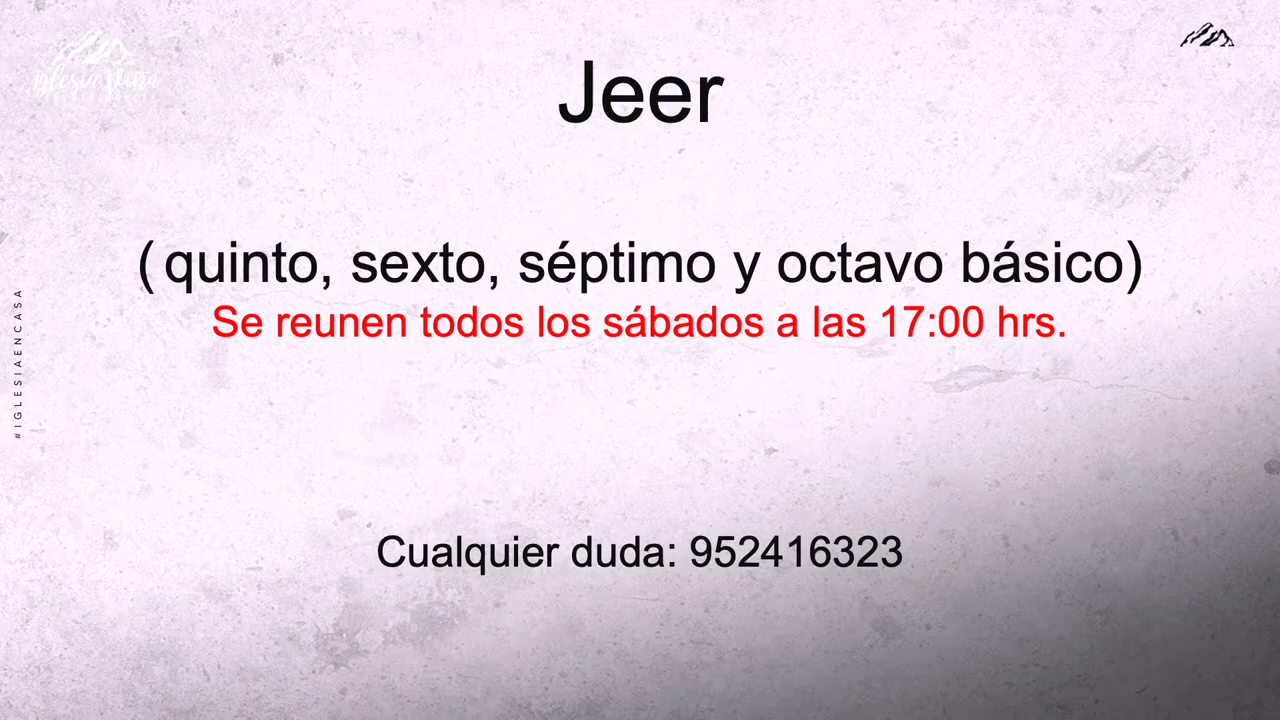 Jeer
( quinto, sexto, séptimo y octavo básico)
Se reunen todos los sábados a las 17:00 hrs.
#IGLESIAENCASA
Cualquier duda: 952416323